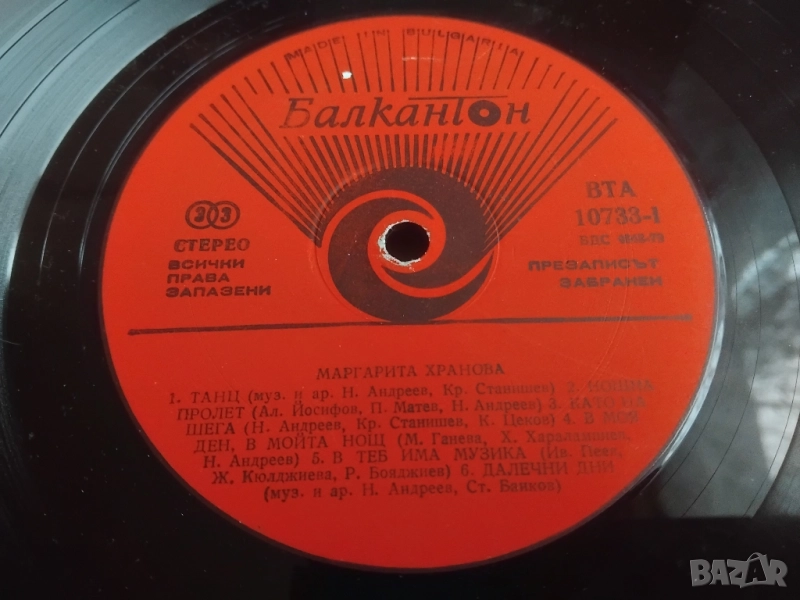 MADE IN BULGARIA
Балкантон
33
СТЕРЕО
ВСИЧКИ
ПРАВА
ЗАПАЗЕНИ
ВТА
10733-1
БДС
ПРЕЗАПИСЪТ
ЗАБРАНЕН
МАРГАРИТА ХРАНОВА
1. ТАНЦ (муз. и ар. Н. Андреев, Кр. Станишев) 2.
ПРОЛЕТ (Ал. Йосифов, П. Матев, Н. Андреев) 3. КАТО НА
ШЕГА (Н. Андреев, Кр. Станишев, К. Цеков) 4. В МОЯ
ДЕН, В МОЙТА НОЩ (М. Ганева, Х.
Н. Андреев) 5. В ТЕБ ИМА МУЗИКА (Ив. Пеев,
Ж. Кюлджиева, Р. Бояджиев) 6. ДАЛЕЧНИ ДНИ
(муз. и ар. Н. Андреев, Ст. Банков)
BAZAR